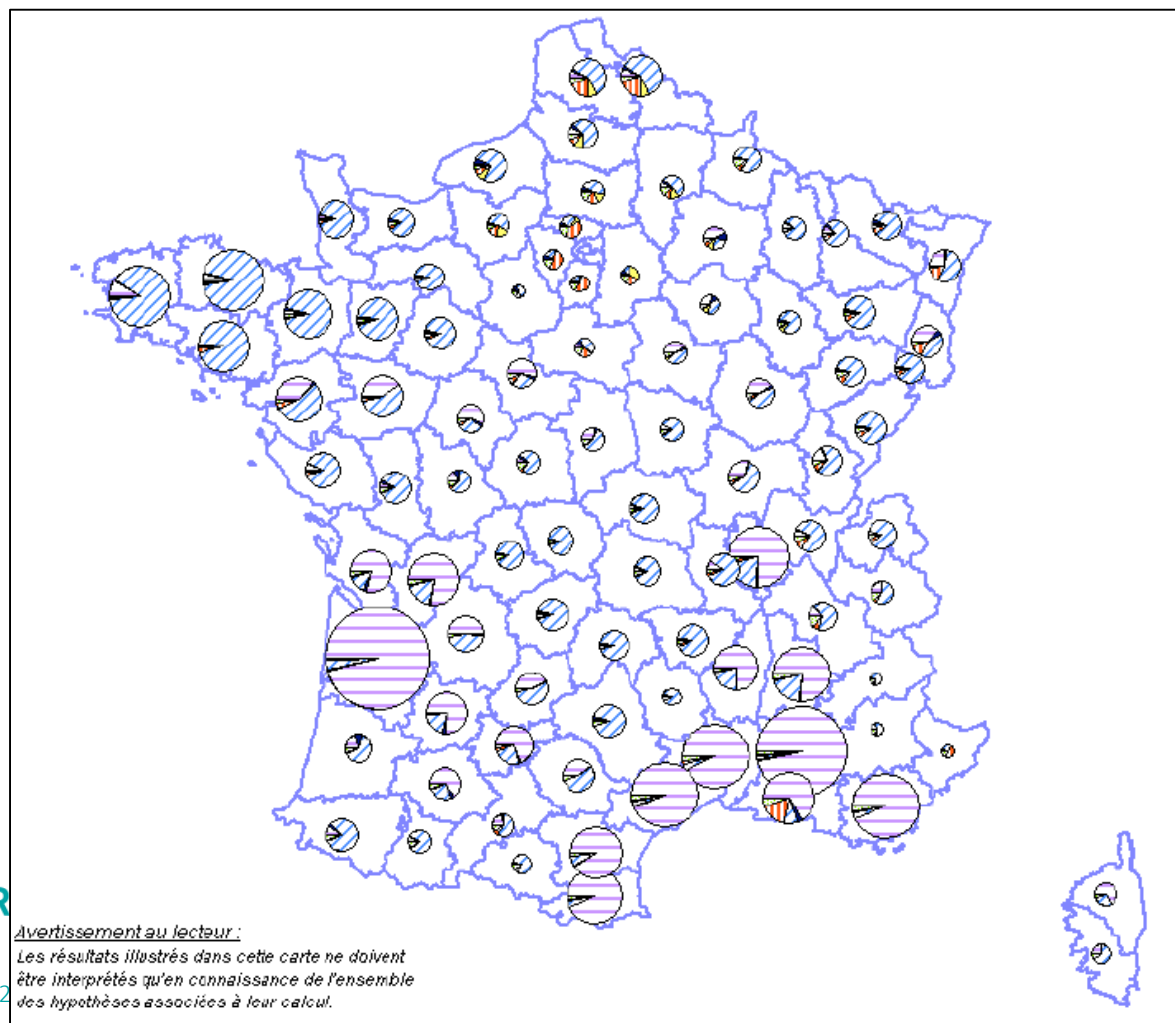 R
Avertissement au lecteur :
Les résultats illustrés dans cette carte ne doivent
être interprétés qu'en connaissance de l'ensemble
2
des hypothèses associées à leur calcul.